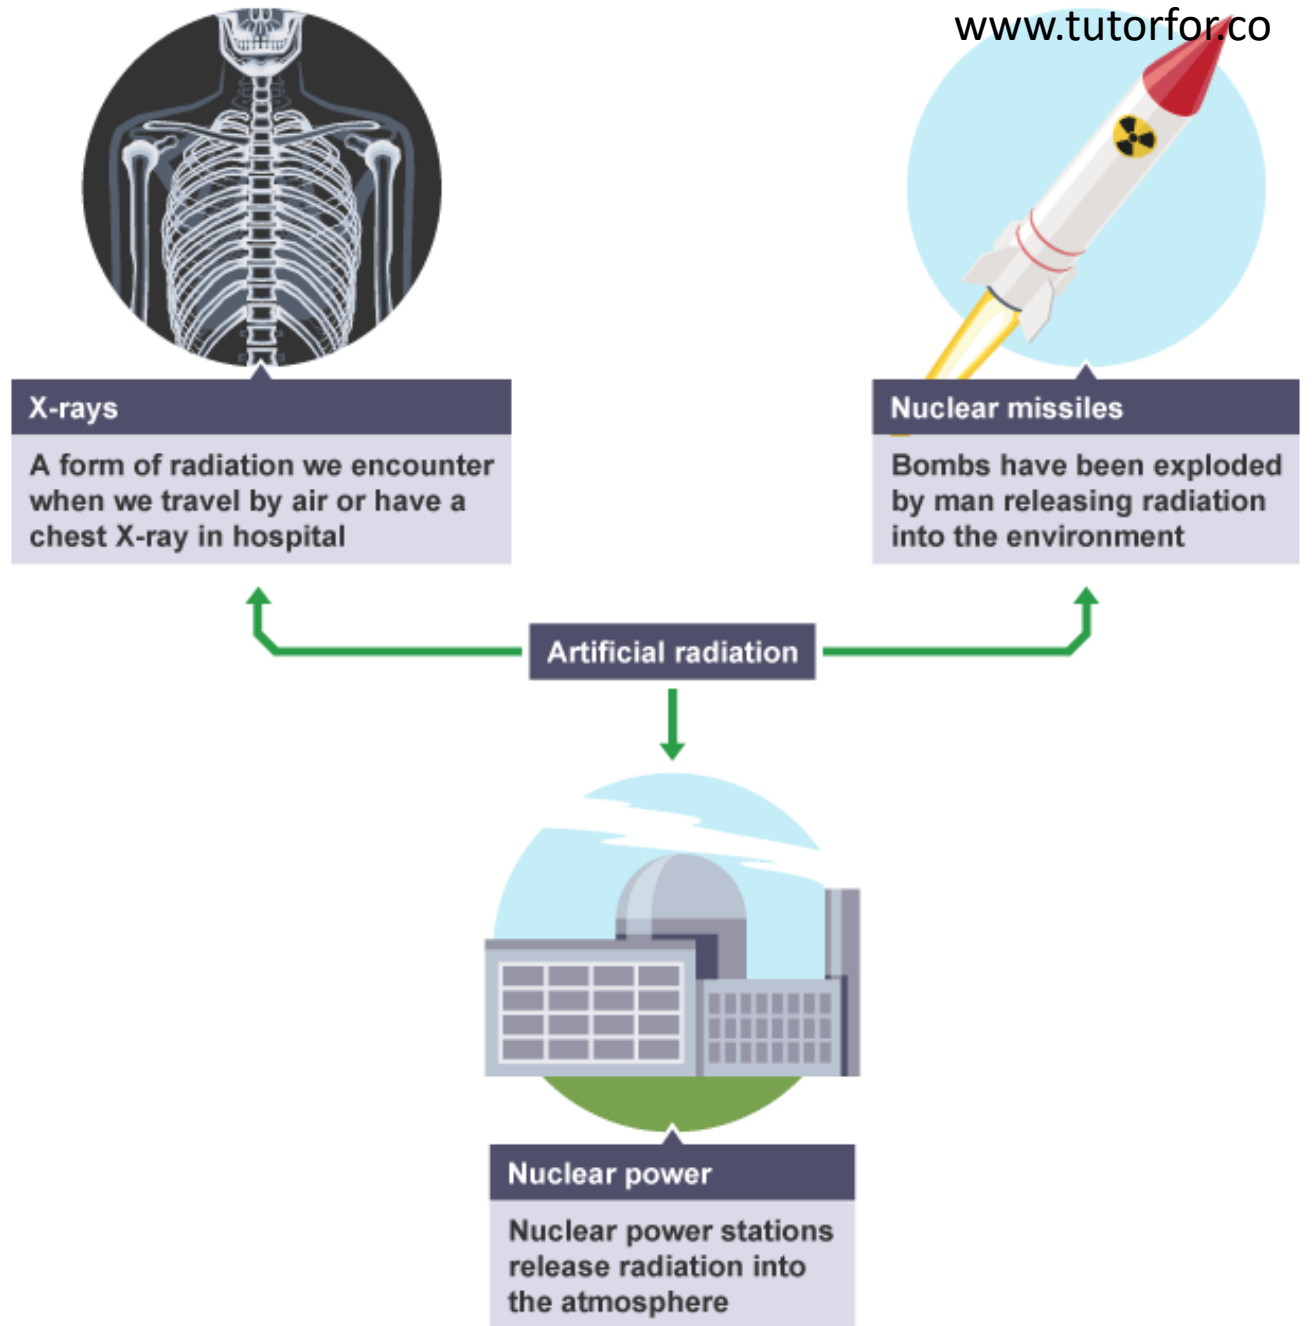 www.tutorfor.co
X-rays
A form of radiation we encounter
when we travel by air or have a
chest X-ray in hospital
Nuclear missiles
Bombs have been exploded
by man releasing radiation
into the environment
Artificial radiation
Nuclear power
Nuclear power stations
release radiation into
the atmosphere